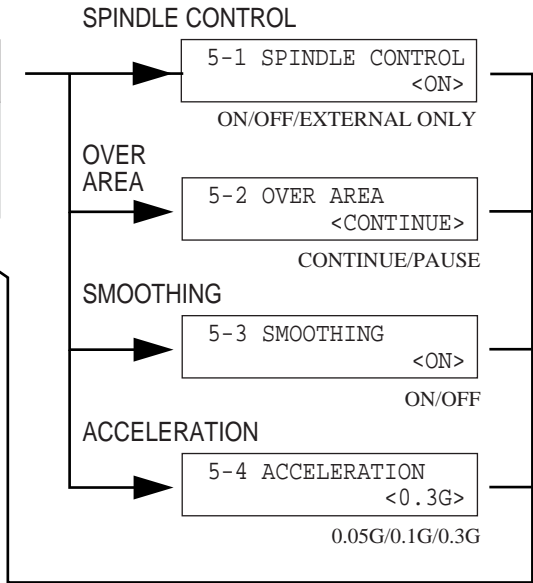 SPINDLE CONTROL
5-1 SPINDLE CONTROL
<ON>
ON/OFF/EXTERNAL ONLY
OVER
AREA
5-2 OVER AREA
<CONTINUE>
CONTINUE/PAUSE
SMOOTHING
5-3 SMOOTHING
<ON>
ON/OFF
ACCELERATION
5-4 ACCELERATION
<0.3G>
0.05G/0.1G/0.3G